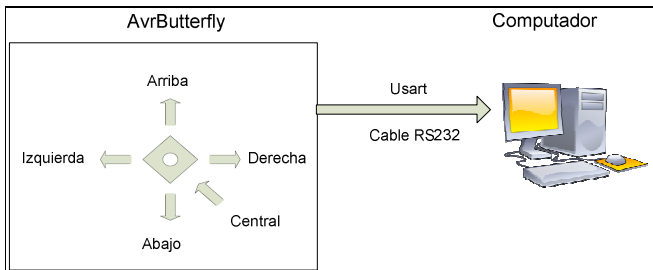 AvrButterfly
Computador
Arriba
Usart
Cable RS232
Izquierda
Derecha
Central
Abajo